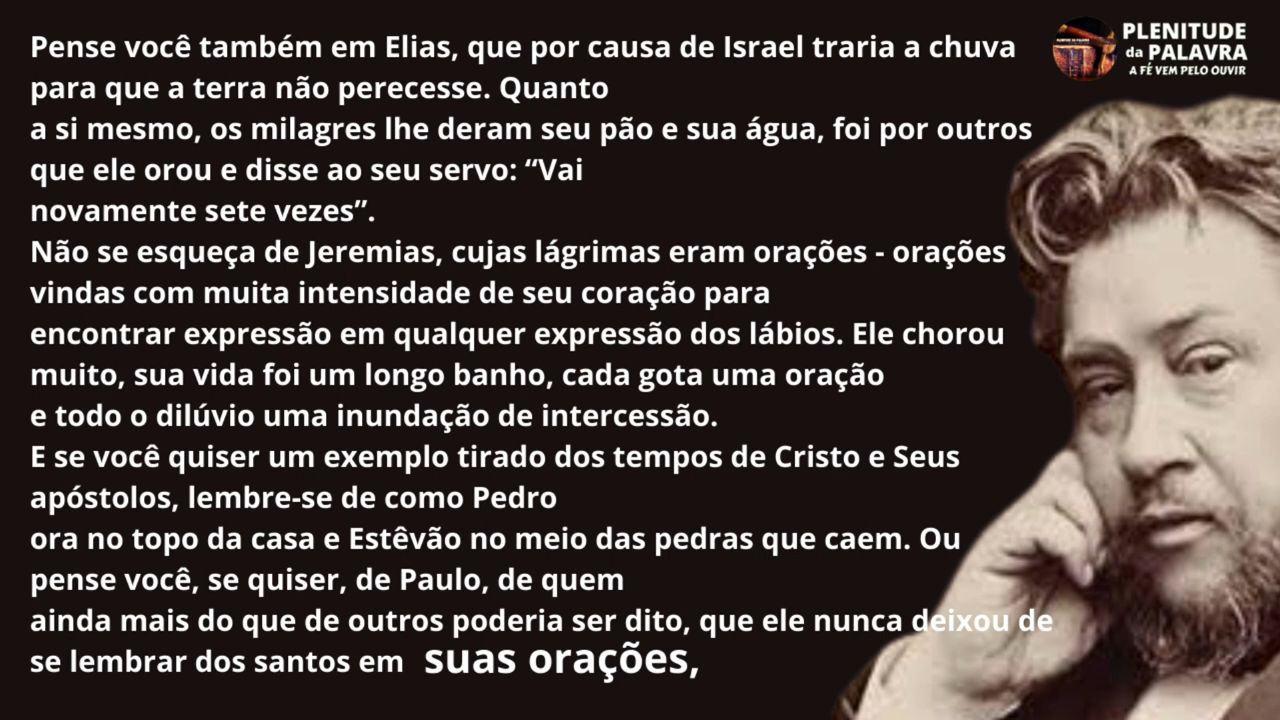 Pense você também em Elias, que por causa de Israel traria a chuva
para que a terra não perecesse. Quanto
a si mesmo, os milagres lhe deram seu pão e sua água, foi por outros
que ele orou e disse ao seu servo: “Vai
novamente sete vezes”.
Não se esqueça de Jeremias, cujas lágrimas eram orações - orações
vindas com muita intensidade de seu coração para
encontrar expressão em qualquer expressão dos lábios. Ele chorou
muito, sua vida foi um longo banho, cada gota uma oração
e todo o dilúvio uma inundação de intercessão.
E se você quiser um exemplo tirado dos tempos de Cristo e Seus
apóstolos, lembre-se de como Pedro
ora no topo da casa e Estêvão no meio das pedras que caem. Ou
pense você, se quiser, de Paulo, de quem
ainda mais do que de outros poderia ser dito, que ele nunca deixou de
se lembrar dos santos em suas orações,
PLENITUDE
da PALAVRA
A FÉ VEM PELO OUVIR